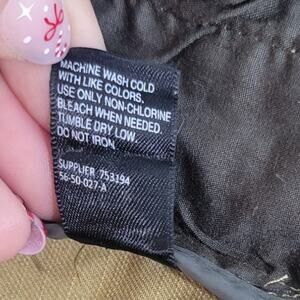 MACHINE WASH COLD
WITH LIKE COLORS.
USE ONLY NON-CHLORINE
BLEACH WHEN NEEDED.
TUMBLE DRY LOW.
DO NOT IRON.
SUPPLIER 753194
56-50-027-A